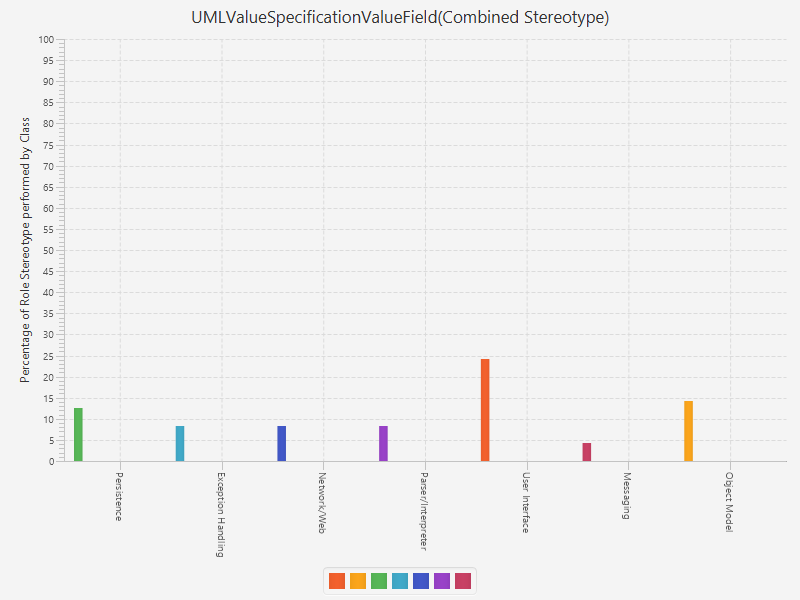 UMLValueSpecificationValueField(Combined Stereotype)
Percentage of Role Stereotype performed by Class
100
95
90
85
80
75
70
65
60
55
50
45
40
35
30
25
20
15
10
5
0
Persistence
Exception Handling
Network/Web
Parser/Interpreter
User Interface
Messaging
Object Model